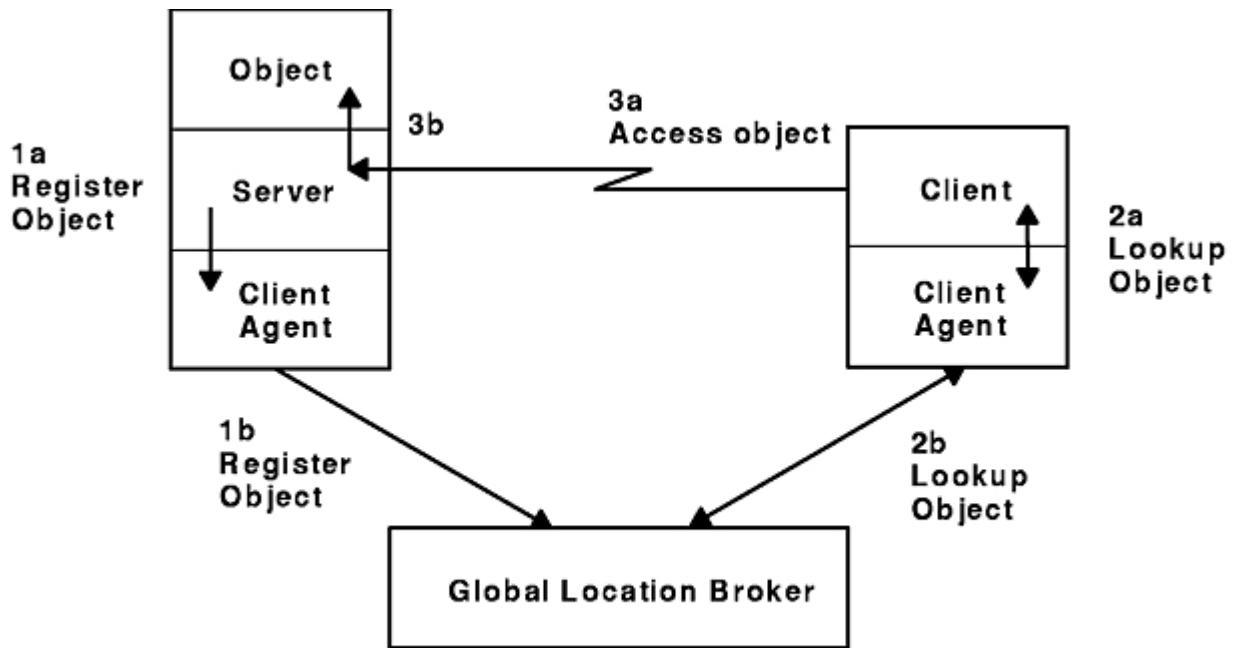 Object
3b
3a
Access object
1a
Register
Object
Server
Client
2a
Lookup
Object
Client
Agent
Client
Agent
1b
Register
Object
2b
Lookup
Object
Global Location Broker